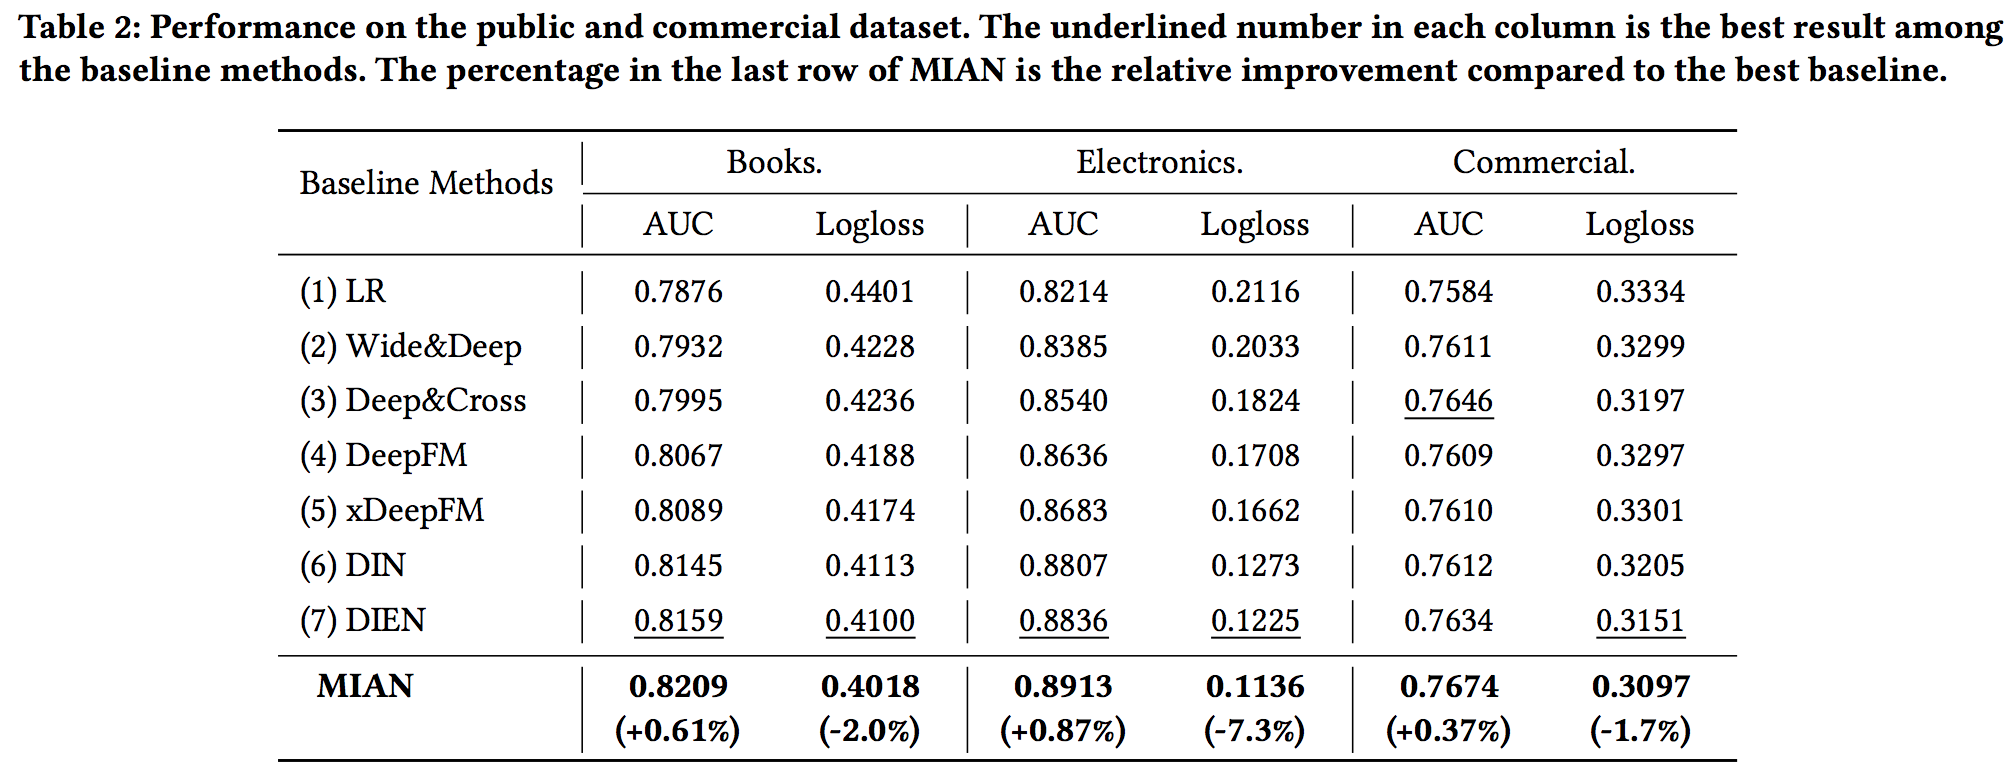 Table 2: Performance on the public and commercial dataset. The underlined number in each column is the best result among
the baseline methods. The percentage in the last row of MIAN is the relative improvement compared to the best baseline.
Baseline Methods Books. Electronics. Commercial.
AUC Logloss AUC Logloss AUC Logloss
(1) LR 0.7876 0.4401 0.8214 0.2116 0.7584 0.3334
(2) Wide&Deep 0.7932 0.4228 0.8385 0.2033 0.7611 0.3299
(3) Deep&Cross 0.7995 0.4236 0.8540 0.1824 0.7646 0.3197
(4) DeepFM 0.8067 0.4188 0.8636 0.1708 0.7609 0.3297
(5) xDeepFM 0.8089 0.4174 0.8683 0.1662 0.7610 0.3301
(6) DIN 0.8145 0.4113 0.8807 0.1273 0.7612 0.3205
(7) DIEN 0.8159 0.4100 0.8836 0.1225 0.7634 0.3151
MIAN 0.8209 0.4018 0.8913 0.1136 0.7674 0.3097
(+0.61%) (-2.0%) (+0.87%) (-7.3%) (+0.37%) (-1.7%)